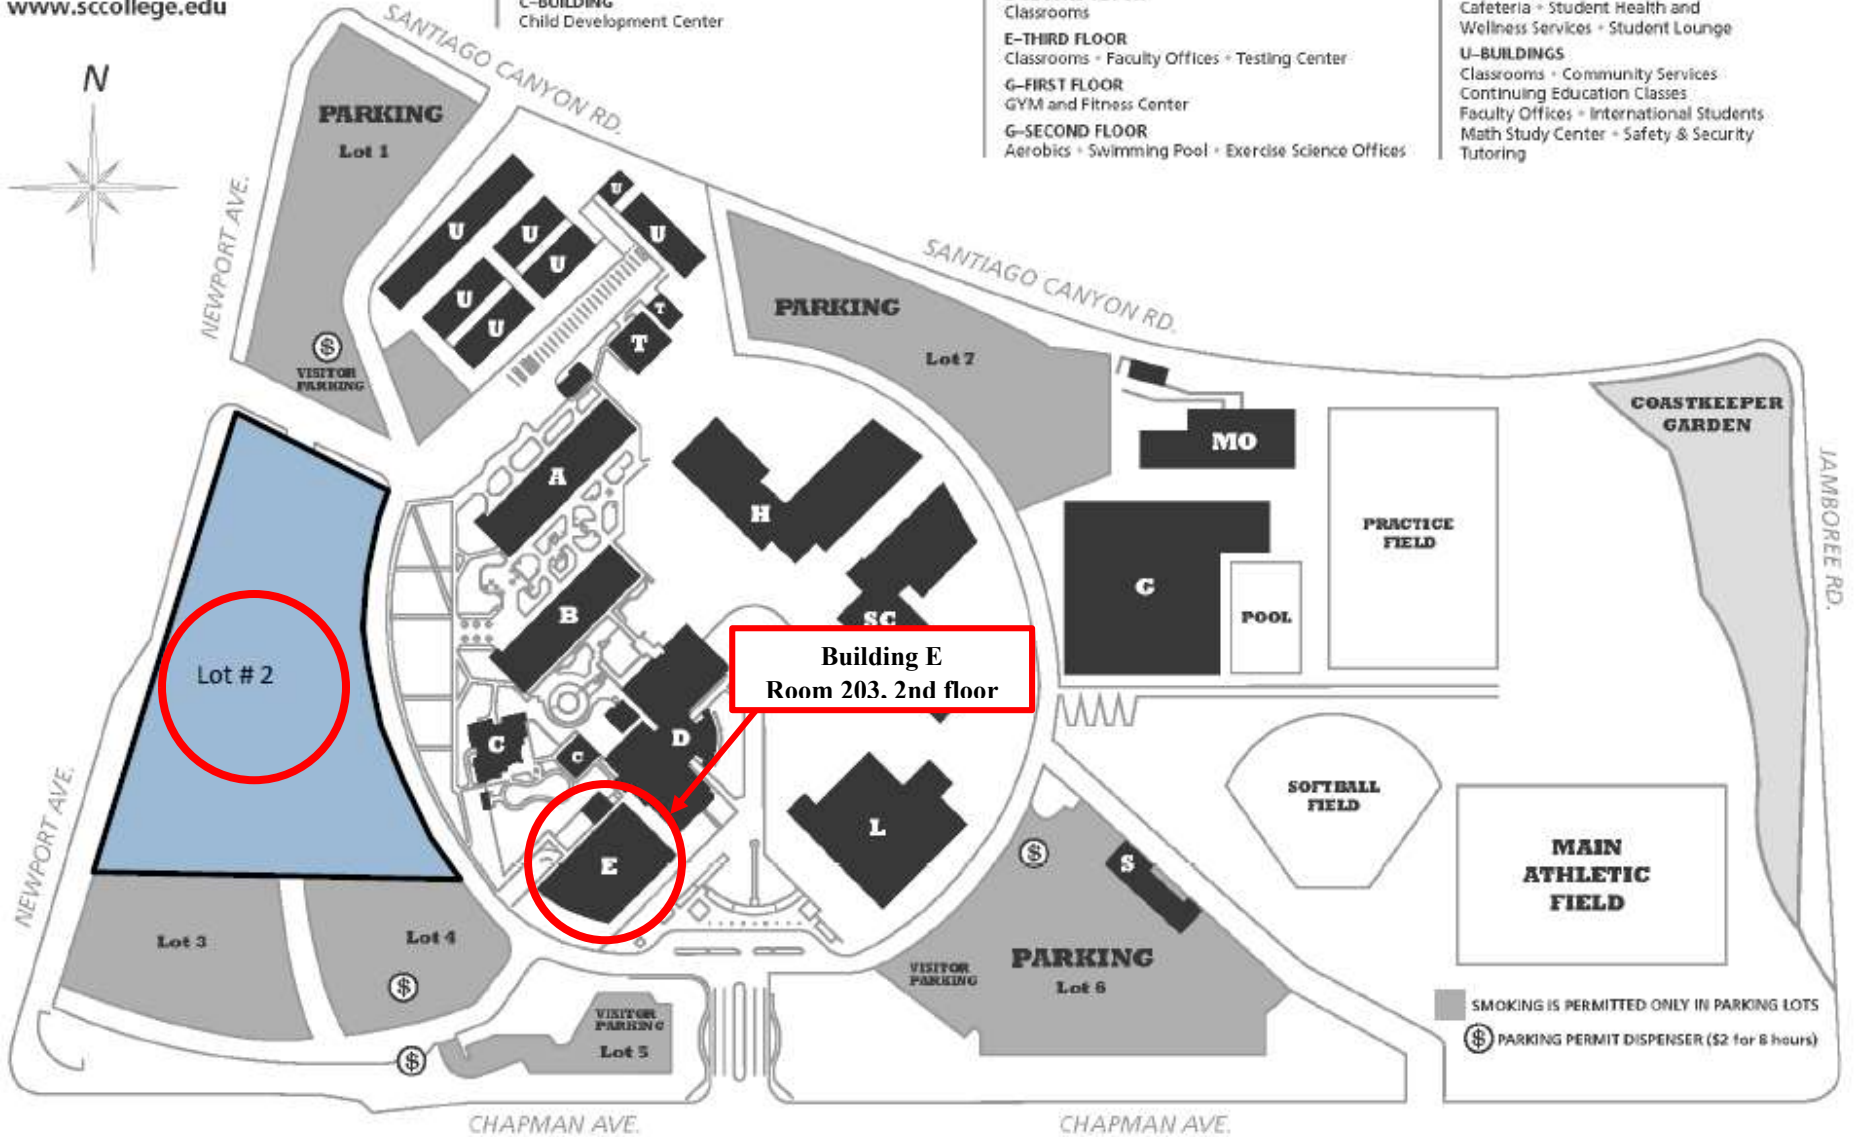 www.sccollege.edu
C–BUILDING
Child Development Center
Classrooms
E–THIRD FLOOR
Classrooms • Faculty Offices • Testing Center
G–FIRST FLOOR
GYM and Fitness Center
G–SECOND FLOOR
Aerobics • Swimming Pool • Exercise Science Offices
Cafeteria • Student Health and
Wellness Services • Student Lounge
U–BUILDINGS
Classrooms • Community Services
Continuing Education Classes
Faculty Offices • International Students
Math Study Center • Safety & Security
Tutoring
N
SANTIAGO CANYON RD.
PARKING
Lot 1
NEWPORT AVE.
$
VISITOR
PARKING
U
U
U
U
U
U
U
T
T
SANTIAGO CANYON RD.
PARKING
Lot 7
COASTKEEPER
GARDEN
JAMBOREE RD.
MO
A
H
PRACTICE
FIELD
G
POOL
B
SC
Building E
Room 203, 2nd floor
Lot # 2
C
C
D
E
L
$
S
SOFTBALL
FIELD
MAIN
ATHLETIC
FIELD
NEWPORT AVE.
Lot 3
Lot 4
$
VISITOR
PARKING
PARKING
Lot 6
VISITOR
PARKING
Lot 5
$
SMOKING IS PERMITTED ONLY IN PARKING LOTS
$ PARKING PERMIT DISPENSER ($2 for 8 hours)
CHAPMAN AVE.
CHAPMAN AVE.